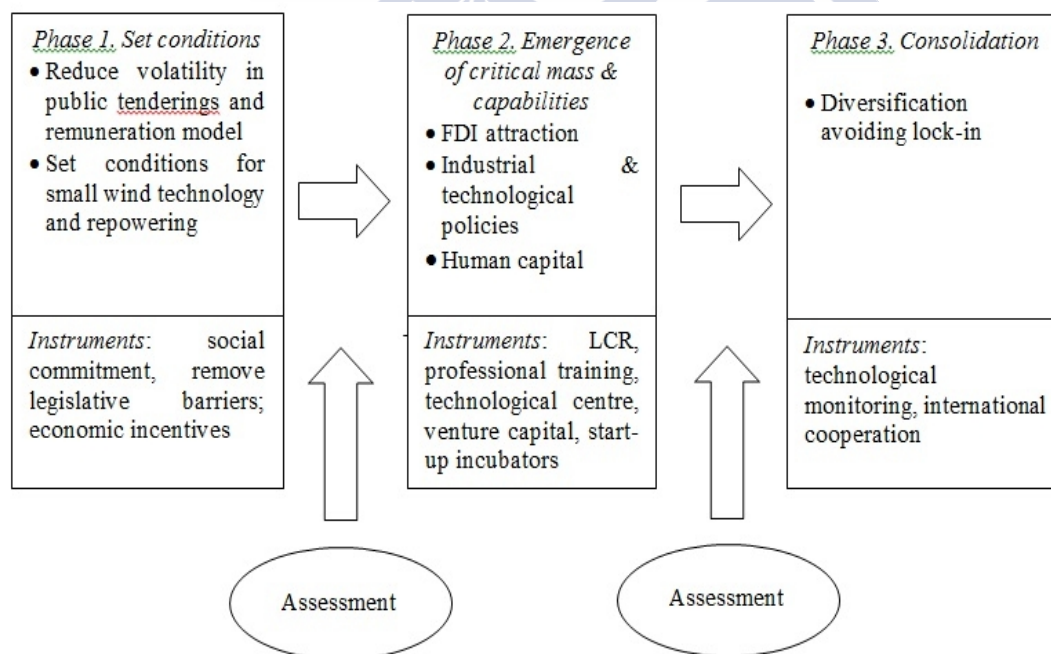 Phase 1. Set conditions
• Reduce volatility in
public tenderings and
remuneration model
• Set conditions for
small wind technology
and repowering
Instruments: social
commitment, remove
legislative barriers;
economic incentives
Phase 2. Emergence
of critical mass &
capabilities
• FDI attraction
• Industrial &
technological
policies
• Human capital
Instruments: LCR,
professional training,
technological centre,
venture capital, start-
up incubators
Phase 3. Consolidation
• Diversification
avoiding lock-in
Instruments:
technological
monitoring, international
cooperation
Assessment
Assessment